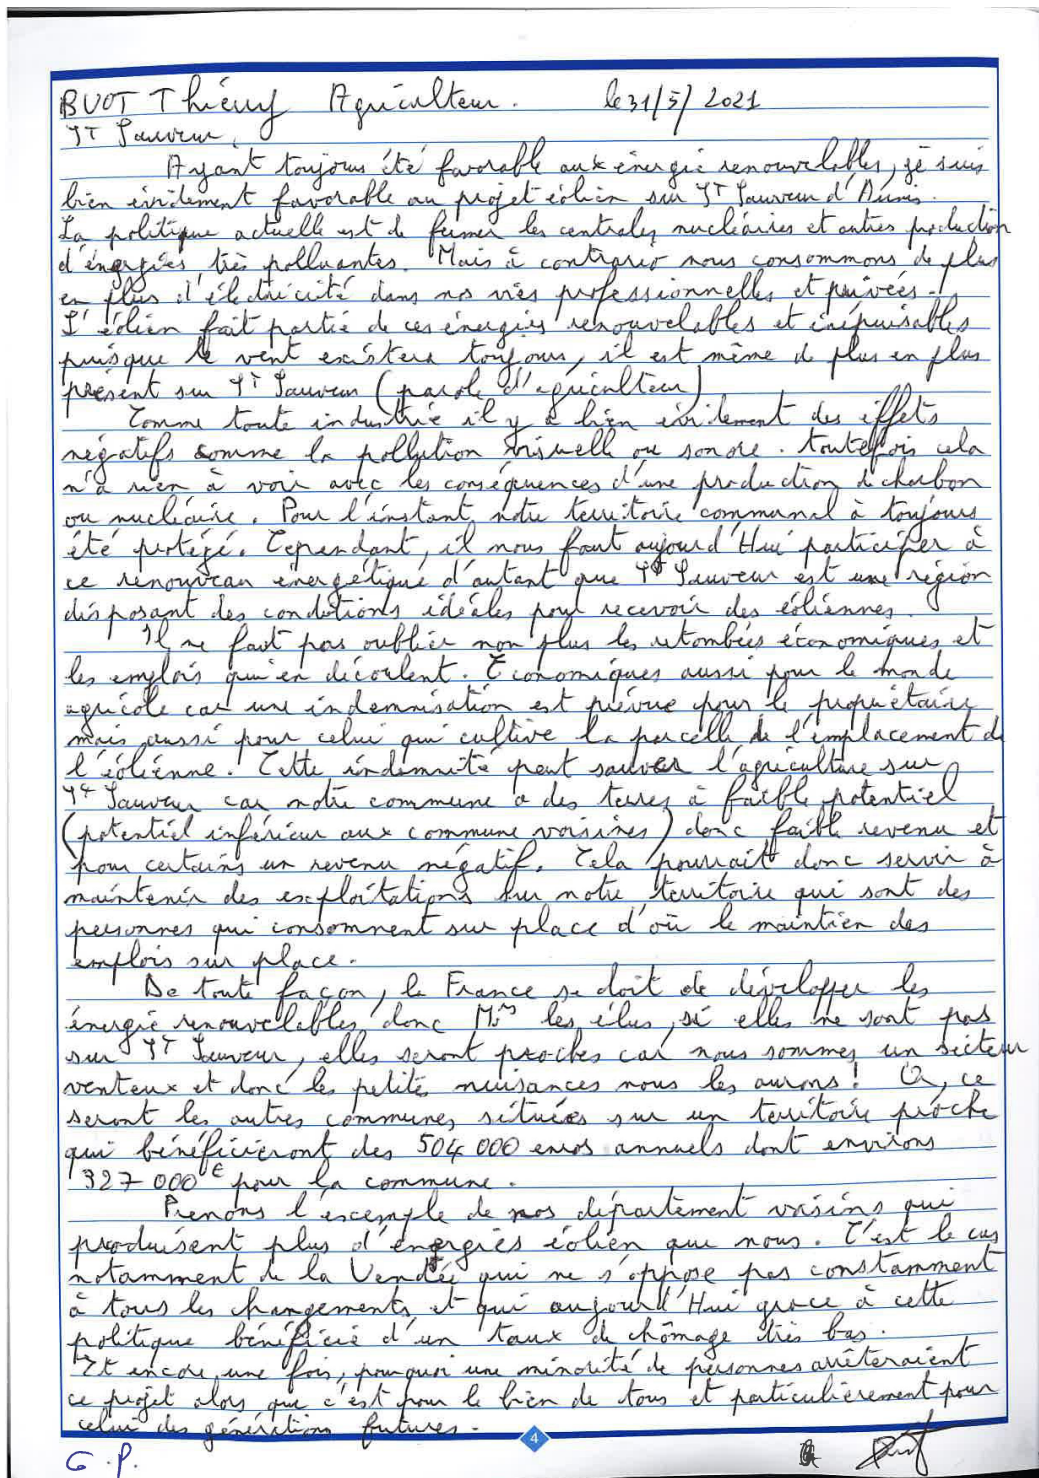 BUOT Thierry Agriculteur. le 31/5/2021
ST Sauveur,
Ayant toujours été favorable aux énergie renouvelables, je suis
bien évidement favorable au projet éolien sur ST Sauveur d'Aunis.
La politique actuelle est de fermer les centrales nucléaires et autres production
d'énergies très polluantes. Mais à contrario nous consommons de plus
en plus d'électricité dans nos vies professionnelles et privées.
L'éolien fait partie de ces énergies renouvelables et inépuisables
puisque le vent existera toujours, il est même de plus en plus
présent sur ST Sauveur (parole d'agriculteur)
Comme toute industrie il y a bien évidement des effets
négatifs comme la pollution visuelle ou sonore. toutefois cela
n'a rien à voir avec les conséquences d'une production de charbon
ou nucléaire. Pour l'instant notre territoire communal à toujours
été protégé. Cependant, il nous faut aujourd'Hui participer à
ce renouveau énergétique d'autant que ST Sauveur est une région
disposant des conditions idéales pour recevoir des éoliennes.
Il ne faut pas oublier non plus les retombées économiques et
les emplois qui en découlent. Economiques aussi pour le monde
agricole car une indemnisation est prévue pour le propriétaire
mais aussi pour celui qui cultive la parcelle de l'emplacement de
l'éolienne. Cette indemnité peut sauver l'agriculture sur
St Sauveur car notre commune a des terres à faible potentiel
(potentiel inférieur aux commune voisines) donc faible revenu et
pour certains un revenu négatif. Cela pourrait donc servir à
maintenir des exploitations sur notre territoire qui sont des
personnes qui consomment sur place d'où le maintien des
emplois sur place.
De toute façon, la France se doit de développer les
énergie renouvelables donc Mrs les élus, si elles ne sont pas
sur ST Sauveur, elles seront proches car nous sommes un secteur
venteux et donc les petites nuisances nous les aurons! Or, ce
seront les autres communes situées sur un territoire proche
qui bénéficieront des 504 000 euros annuels dont environs
327 000 € pour la commune.
Prenons l'exemple de nos département voisins qui
produisent plus d'énergies éolien que nous. C'est le cas
notamment de la Vendée qui ne s'oppose pas constamment
à tous les changements et qui aujourd'Hui grace à cette
politique bénéficie d'un taux de chômage très bas.
Et encore une fois, pourquoi une minorité de personnes arrêteraient
ce projet alors que c'est pour le bien de tous et particulièrement pour
celui des générations futures.
4
G.P.